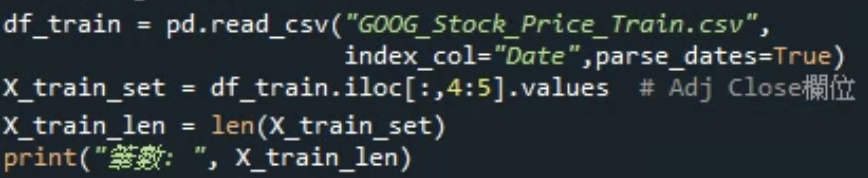 df_train = pd.read_csv("GOOG_Stock_Price_Train.csv",
index_col="Date",parse_dates=True)
X_train_set = df_train.iloc[:,4:5].values # Adj Close欄位
X_train_len = len(X_train_set)
print("筆數: ", X_train_len)